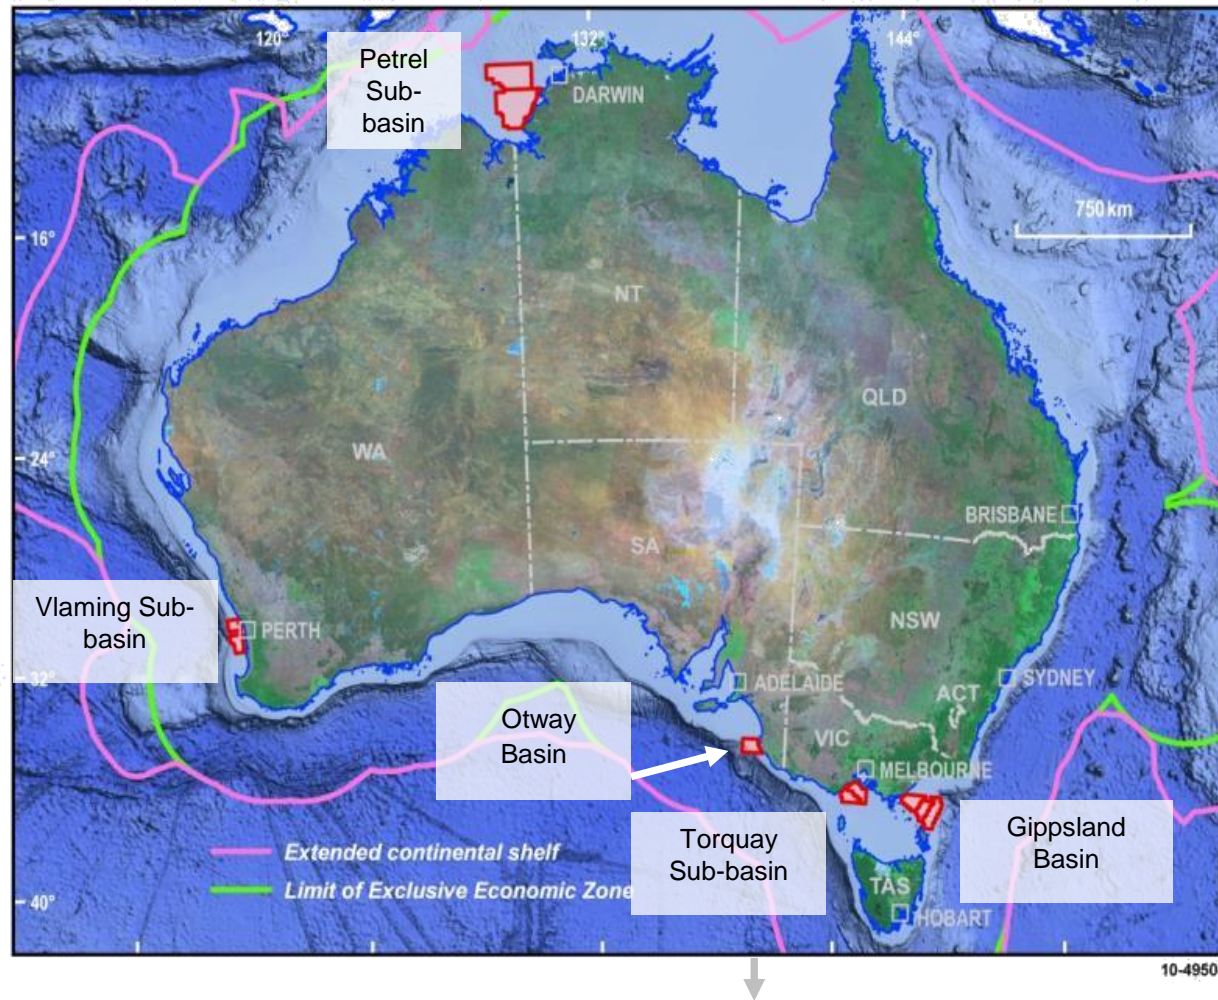 120°
132°
144°
Petrel
Sub-
basin
DARWIN
750 km
16°
NT
QLD
WA
24°
BRISBANE
SA
Vlaming Sub-
basin
PERTH
NSW
32°
ADELAIDE
SYDNEY
ACT
Otway
Basin
VIC
MELBOURNE
Torquay
Sub-basin
Gippsland
Basin
Extended continental shelf
Limit of Exclusive Economic Zone
TAS
40°
HOBART
10-4950